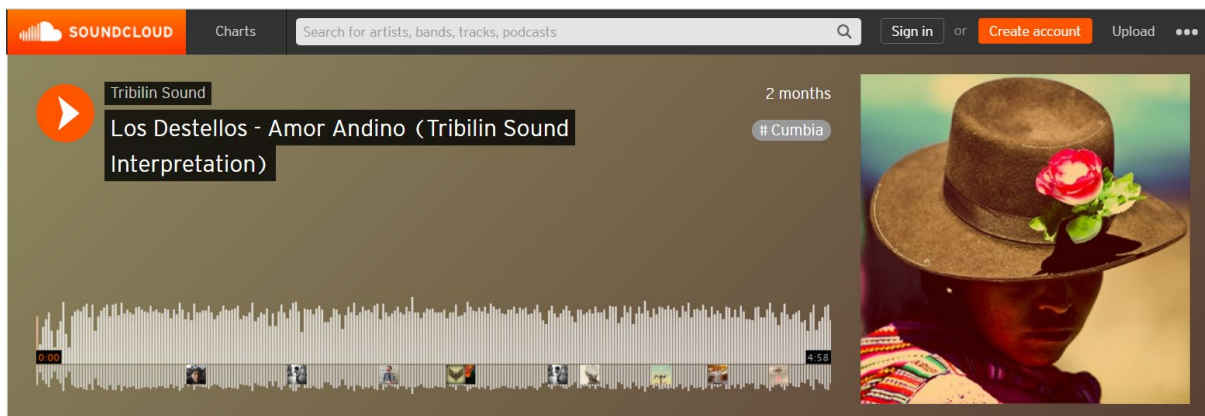 SOUNDCLOUD
Charts
Search for artists, bands, tracks, podcasts
Sign in or Create account Upload
Tribilin Sound
2 months
Los Destellos - Amor Andino (Tribilin Sound
Interpretation)
# Cumbia
0:00
4:58